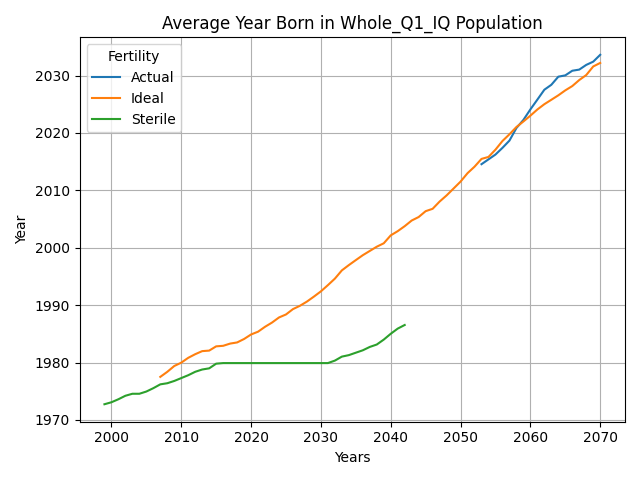 Average Year Born in Whole_Q1_IQ Population
Fertility
Actual
Ideal
Sterile
Year
2030
2020
2010
2000
1990
1980
1970
2000 2010 2020 2030 2040 2050 2060 2070
Years